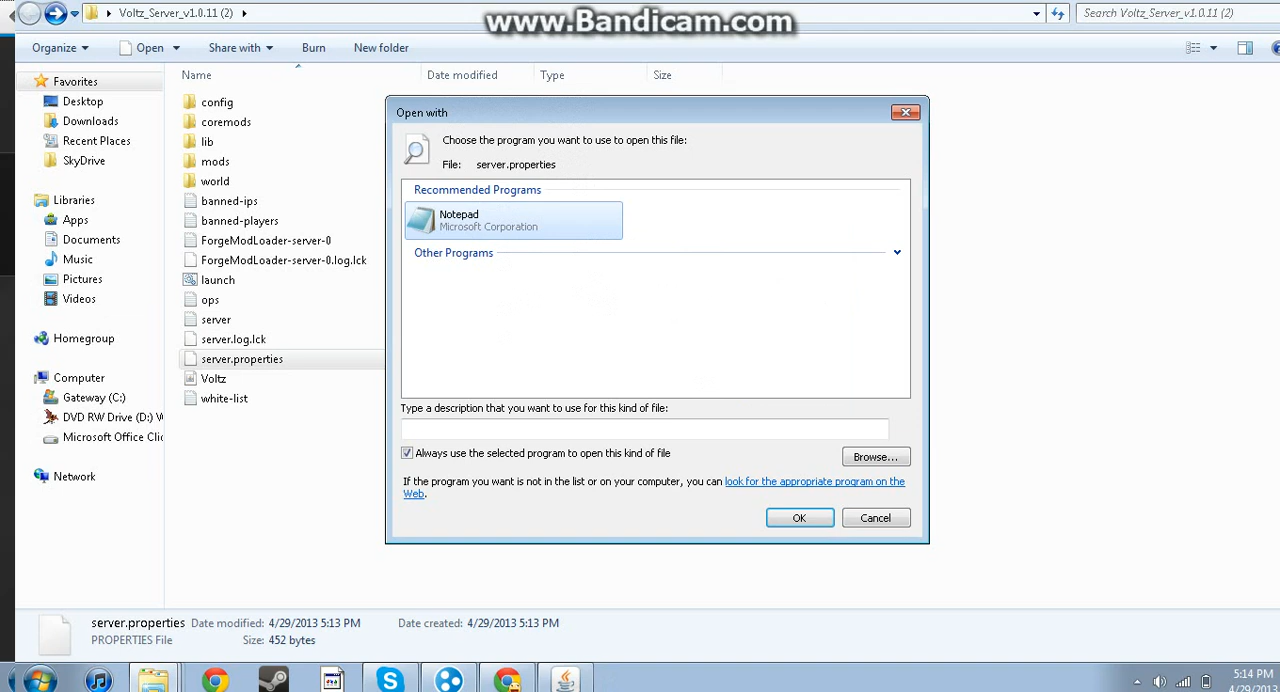 www.Bandicam.com
Voltz_Server_v1.0.11 (2)
Search Voltz_Server_v1.0.11 (2)
Organize Open Share with Burn New folder
Favorites
Desktop
Downloads
Recent Places
SkyDrive
Libraries
Apps
Documents
Music
Pictures
Videos
Homegroup
Computer
Gateway (C:)
DVD RW Drive (D:) V
Microsoft Office Clic
Network
Name Date modified Type Size
config
coremods
lib
mods
world
banned-ips
banned-players
ForgeModLoader-server-0
ForgeModLoader-server-0.log.lck
launch
ops
server
server.log.lck
server.properties
Voltz
white-list
Open with
Choose the program you want to use to open this file:
File: server.properties
Recommended Programs
Notepad
Microsoft Corporation
Other Programs
Type a description that you want to use for this kind of file:
Always use the selected program to open this kind of file
Browse...
If the program you want is not in the list or on your computer, you can look for the appropriate program on the
Web.
OK Cancel
server.properties Date modified: 4/29/2013 5:13 PM Date created: 4/29/2013 5:13 PM
PROPERTIES File Size: 452 bytes
5:14 PM
4/29/2013